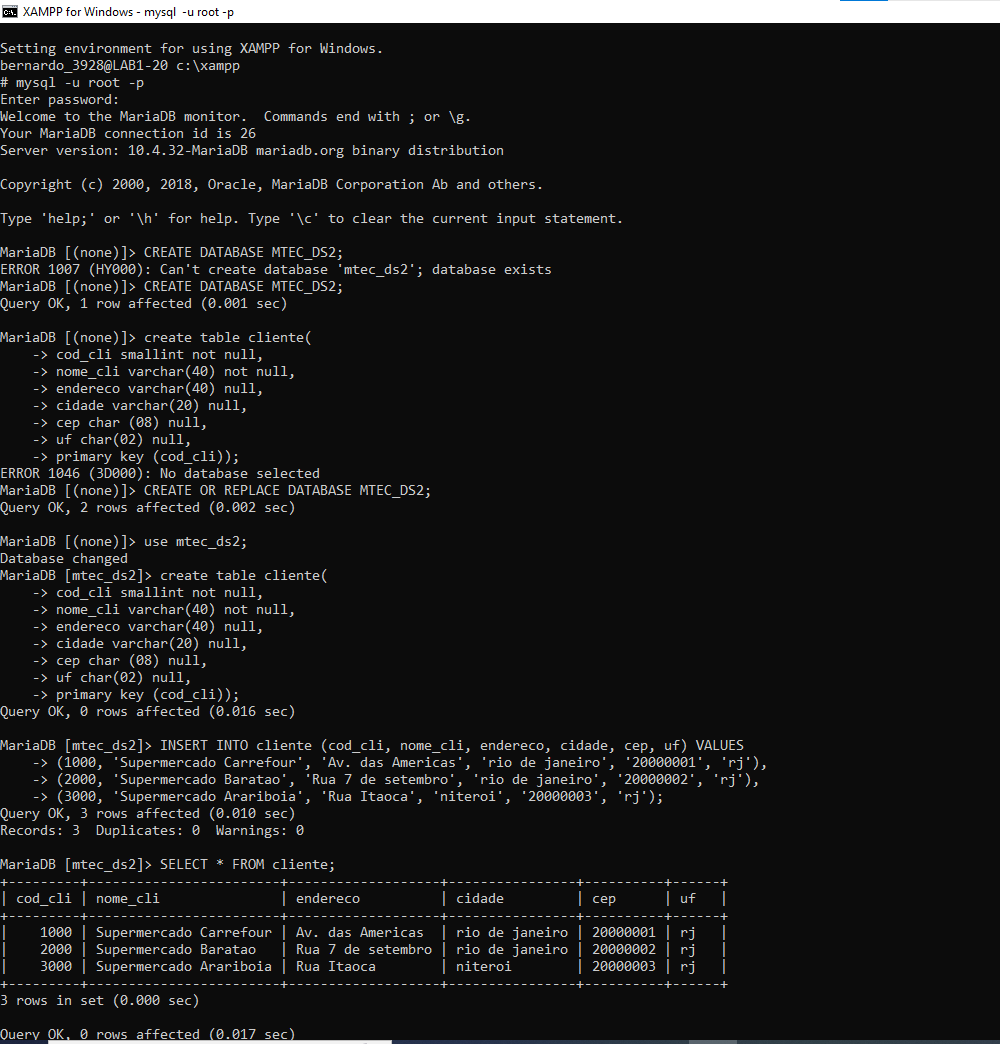 XAMPP for Windows - mysql -u root -p
Setting environment for using XAMPP for Windows.
bernardo_3928@LAB1-20 c:\xampp
# mysql -u root -p
Enter password:
Welcome to the MariaDB monitor.  Commands end with ; or \g.
Your MariaDB connection id is 26
Server version: 10.4.32-MariaDB mariadb.org binary distribution
Copyright (c) 2000, 2018, Oracle, MariaDB Corporation Ab and others.
Type 'help;' or '\h' for help. Type '\c' to clear the current input statement.
MariaDB [(none)]> CREATE DATABASE MTEC_DS2;
ERROR 1007 (HY000): Can't create database 'mtec_ds2'; database exists
MariaDB [(none)]> CREATE DATABASE MTEC_DS2;
Query OK, 1 row affected (0.001 sec)
MariaDB [(none)]> create table cliente(
    -> cod_cli smallint not null,
    -> nome_cli varchar(40) not null,
    -> endereco varchar(40) null,
    -> cidade varchar(20) null,
    -> cep char (08) null,
    -> uf char(02) null,
    -> primary key (cod_cli));
ERROR 1046 (3D000): No database selected
MariaDB [(none)]> CREATE OR REPLACE DATABASE MTEC_DS2;
Query OK, 2 rows affected (0.002 sec)
MariaDB [(none)]> use mtec_ds2;
Database changed
MariaDB [mtec_ds2]> create table cliente(
    -> cod_cli smallint not null,
    -> nome_cli varchar(40) not null,
    -> endereco varchar(40) null,
    -> cidade varchar(20) null,
    -> cep char (08) null,
    -> uf char(02) null,
    -> primary key (cod_cli));
Query OK, 0 rows affected (0.016 sec)
MariaDB [mtec_ds2]> INSERT INTO cliente (cod_cli, nome_cli, endereco, cidade, cep, uf) VALUES
    -> (1000, 'Supermercado Carrefour', 'Av. das Americas', 'rio de janeiro', '20000001', 'rj'),
    -> (2000, 'Supermercado Baratao', 'Rua 7 de setembro', 'rio de janeiro', '20000002', 'rj'),
    -> (3000, 'Supermercado Arariboia', 'Rua Itaoca', 'niteroi', '20000003', 'rj');
Query OK, 3 rows affected (0.010 sec)
Records: 3  Duplicates: 0  Warnings: 0
MariaDB [mtec_ds2]> SELECT * FROM cliente;
+---------+------------------------+-------------------+----------------+----------+------+
| cod_cli | nome_cli               | endereco          | cidade         | cep      | uf   |
+---------+------------------------+-------------------+----------------+----------+------+
|    1000 | Supermercado Carrefour | Av. das Americas  | rio de janeiro | 20000001 | rj   |
|    2000 | Supermercado Baratao   | Rua 7 de setembro | rio de janeiro | 20000002 | rj   |
|    3000 | Supermercado Arariboia | Rua Itaoca        | niteroi        | 20000003 | rj   |
+---------+------------------------+-------------------+----------------+----------+------+
3 rows in set (0.000 sec)
Query OK, 0 rows affected (0.017 sec)